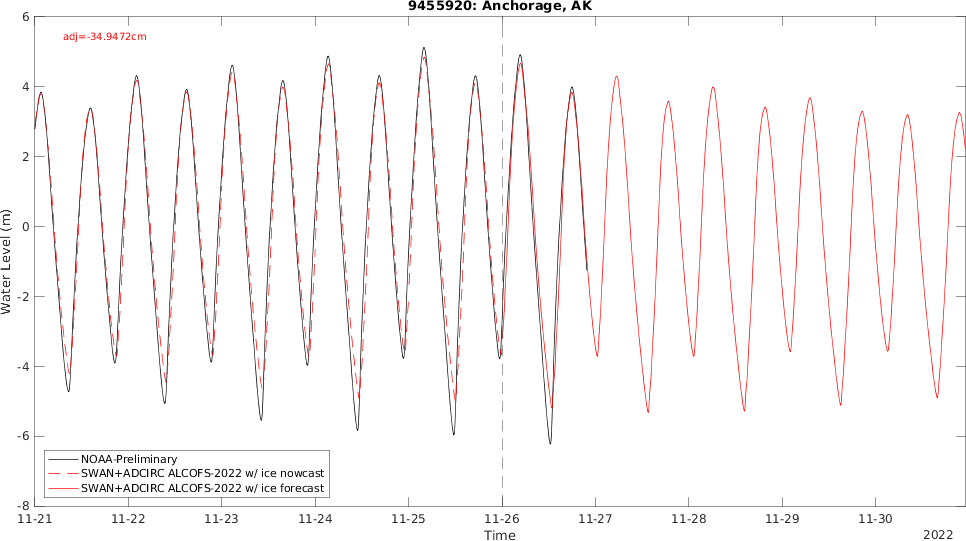 9455920: Anchorage, AK
adj=-34.9472cm
6
4
2
0
-2
-4
-6
-8
Water Level (m)
NOAA-Preliminary
SWAN+ADCIRC ALCOFS-2022 w/ ice nowcast
SWAN+ADCIRC ALCOFS-2022 w/ ice forecast
11-21 11-22 11-23 11-24 11-25 11-26 11-27 11-28 11-29 11-30
Time
2022